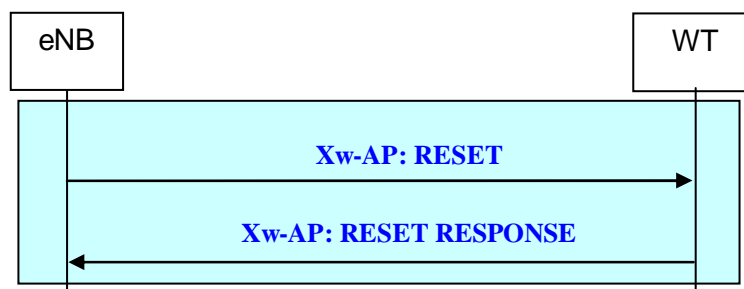 eNB
WT
Xw-AP: RESET
Xw-AP: RESET RESPONSE